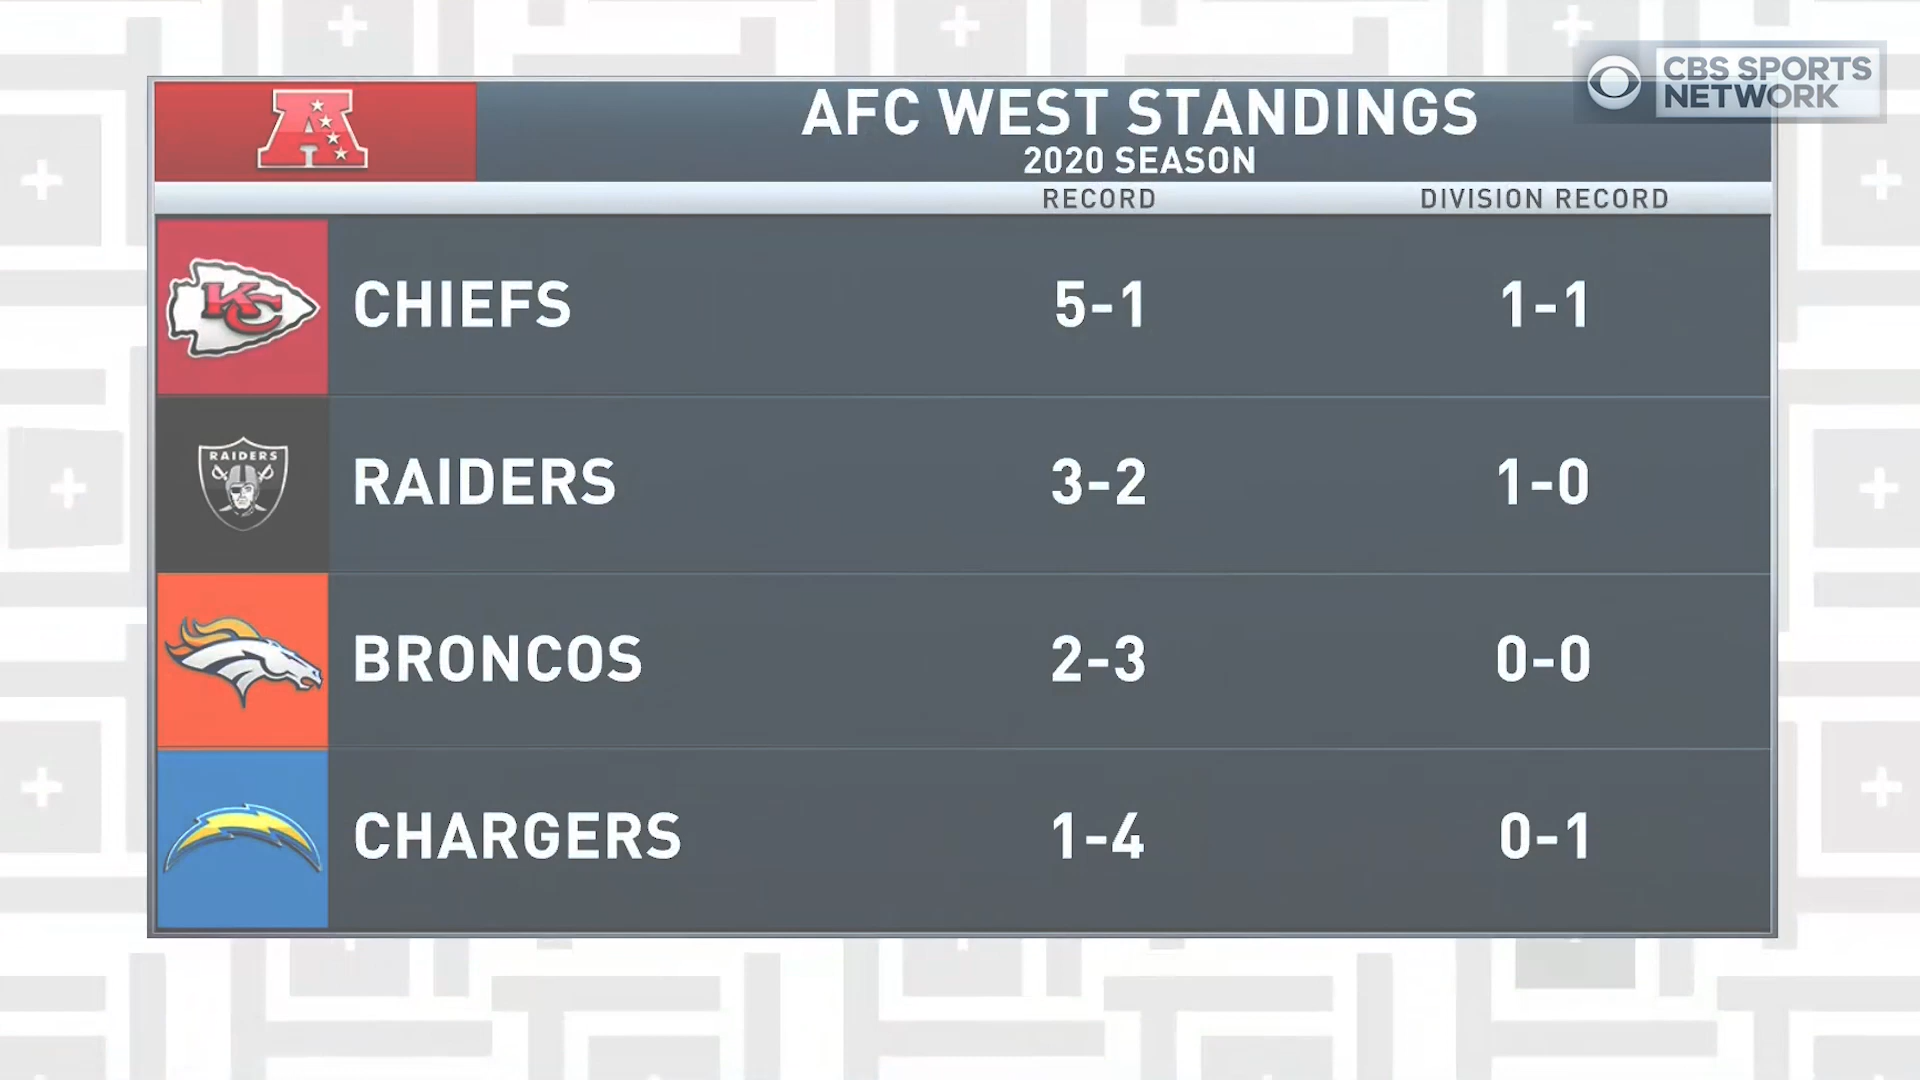 CBS SPORTS
NETWORK
A
AFC WEST STANDINGS
2020 SEASON
RECORD DIVISION RECORD
KC CHIEFS 5-1 1-1
RAIDERS RAIDERS 3-2 1-0
BRONCOS 2-3 0-0
CHARGERS 1-4 0-1